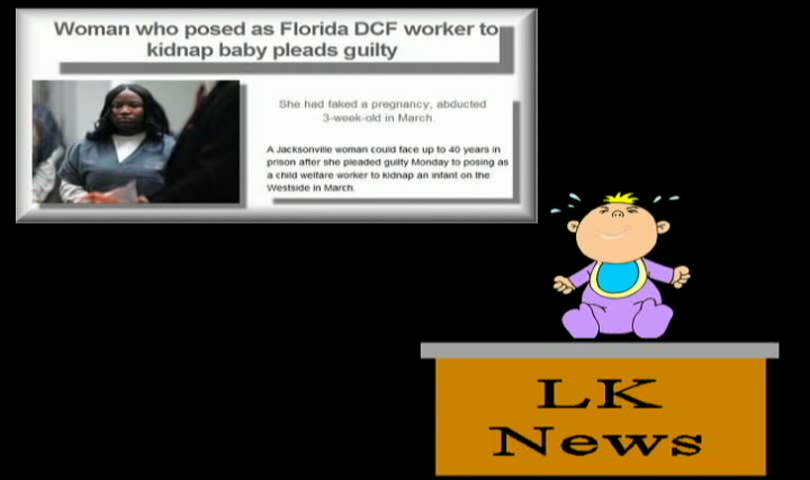 Woman who posed as Florida DCF worker to
kidnap baby pleads guilty
She had faked a pregnancy, abducted
3-week-old in March.
A Jacksonville woman could face up to 40 years in
prison after she pleaded guilty Monday to posing as
a child welfare worker to kidnap an infant on the
Westside in March.
LK
News